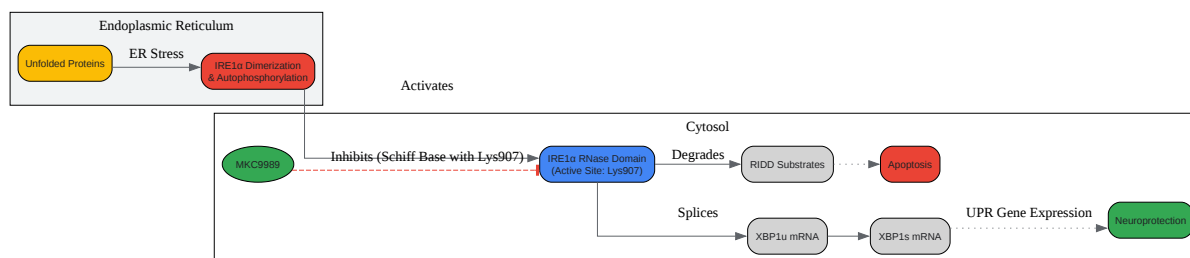 Endoplasmic Reticulum
Unfolded Proteins
ER Stress
IRE1α Dimerization
& Autophosphorylation
Activates
Cytosol
MKC9989
Inhibits (Schiff Base with Lys907)
IRE1α RNase Domain
(Active Site: Lys907)
Degrades
RIDD Substrates
Apoptosis
Splices
XBP1u mRNA
XBP1s mRNA
UPR Gene Expression
Neuroprotection